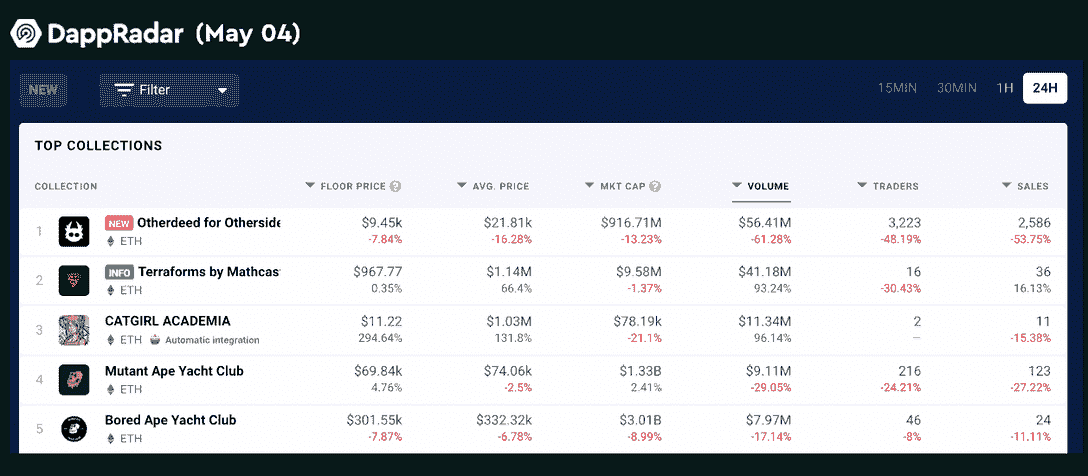 DappRadar (May 04)
NEW Filter 15MIN 30MIN 1H 24H
TOP COLLECTIONS
COLLECTION FLOOR PRICE ? AVG. PRICE MKT CAP ? VOLUME TRADERS SALES
1 NEW Otherdeed for Otherside $9.45k $21.81k $916.71M $56.41M 3,223 2,586
ETH -7.84% -16.28% -13.23% -61.28% -48.19% -53.75%
2 INFO Terraforms by Mathcas $967.77 $1.14M $9.58M $41.18M 16 36
ETH 0.35% 66.4% -1.37% 93.24% -30.43% 16.13%
3 CATGIRL ACADEMIA $11.22 $1.03M $78.19k $11.34M 2 11
ETH Automatic integration 294.64% 131.8% -21.1% 96.14% – -15.38%
4 Mutant Ape Yacht Club $69.84k $74.06k $1.33B $9.11M 216 123
ETH 4.76% -2.5% 2.41% -29.05% -24.21% -27.22%
5 Bored Ape Yacht Club $301.55k $332.32k $3.01B $7.97M 46 24
ETH -7.87% -6.78% -8.99% -17.14% -8% -11.11%